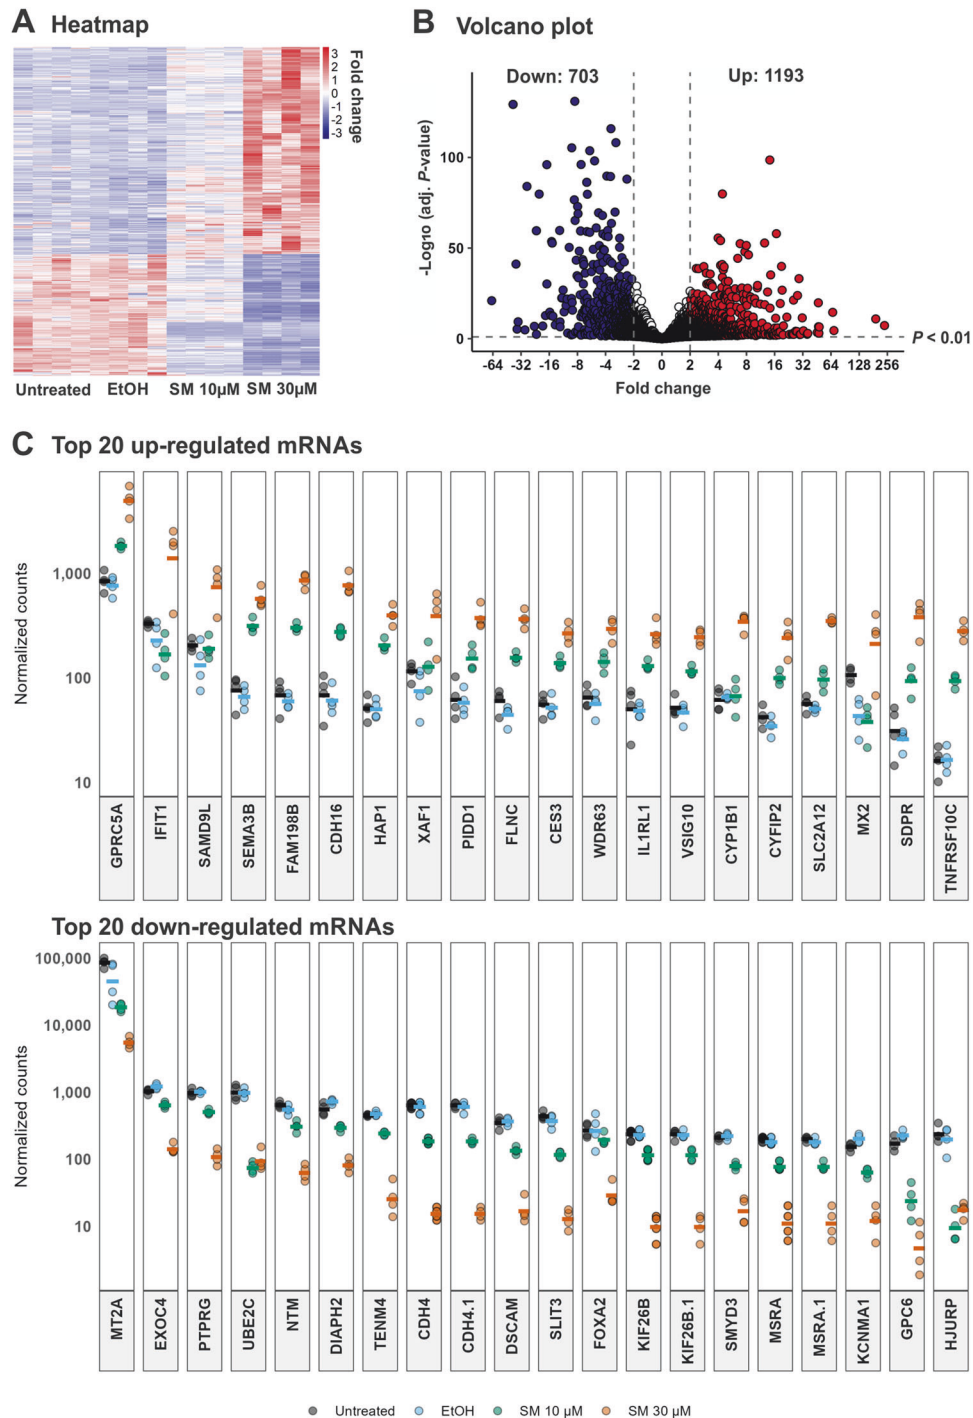 A Heatmap
3
2
1
0
-1
-2
-3
Fold change
Untreated EtOH SM 10µM SM 30µM
B Volcano plot
Down: 703 Up: 1193
-Log10 (adj. P-value)
100
50
0
P < 0.01
-64 -32 -16 -8 -4 -2 0 2 4 8 16 32 64 128 256
Fold change
C Top 20 up-regulated mRNAs
Normalized counts
1,000
100
10
GPRC5A
IFIT1
SAMD9L
SEMA3B
FAM198B
CDH16
HAP1
XAF1
PIDD1
FLNC
CES3
WDR63
IL1RL1
VSIG10
CYP1B1
CYFIP2
SLC2A12
MX2
SDPR
TNFRSF10C
Top 20 down-regulated mRNAs
Normalized counts
100,000
10,000
1,000
100
10
MT2A
EXOC4
PTPRG
UBE2C
NTM
DIAPH2
TENM4
CDH4
CDH4.1
DSCAM
SLIT3
FOXA2
KIF26B
KIF26B.1
SMYD3
MSRA
MSRA.1
KCNMA1
GPC6
HJURP
Untreated EtOH SM 10 µM SM 30 µM